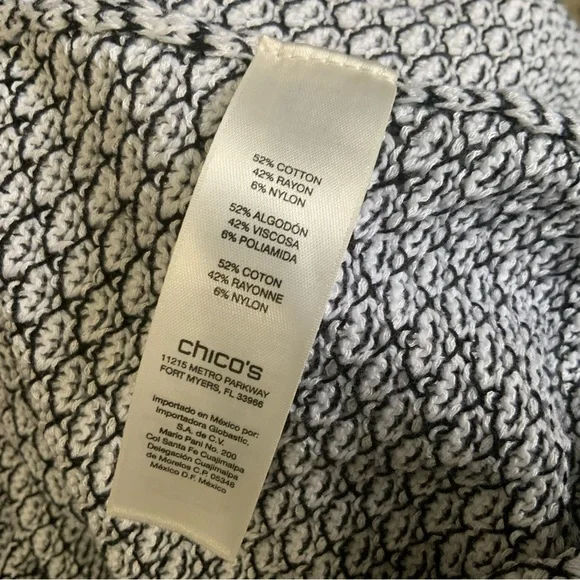 52% COTTON
42% RAYON
6% NYLON
52% ALGODÓN
42% VISCOSA
6% POLIAMIDA
52% COTON
42% RAYONNE
6% NYLON
chico's
11215 METRO PARKWAY
FORT MYERS, FL 33966
Importado en México por:
Importadora Globastic,
S.A. de C.V.
Mario Pani No. 200
Col Santa Fe Cuajimalpa
Delegación Cuajimalpa
de Morelos C.P. 05348
México D.F. México